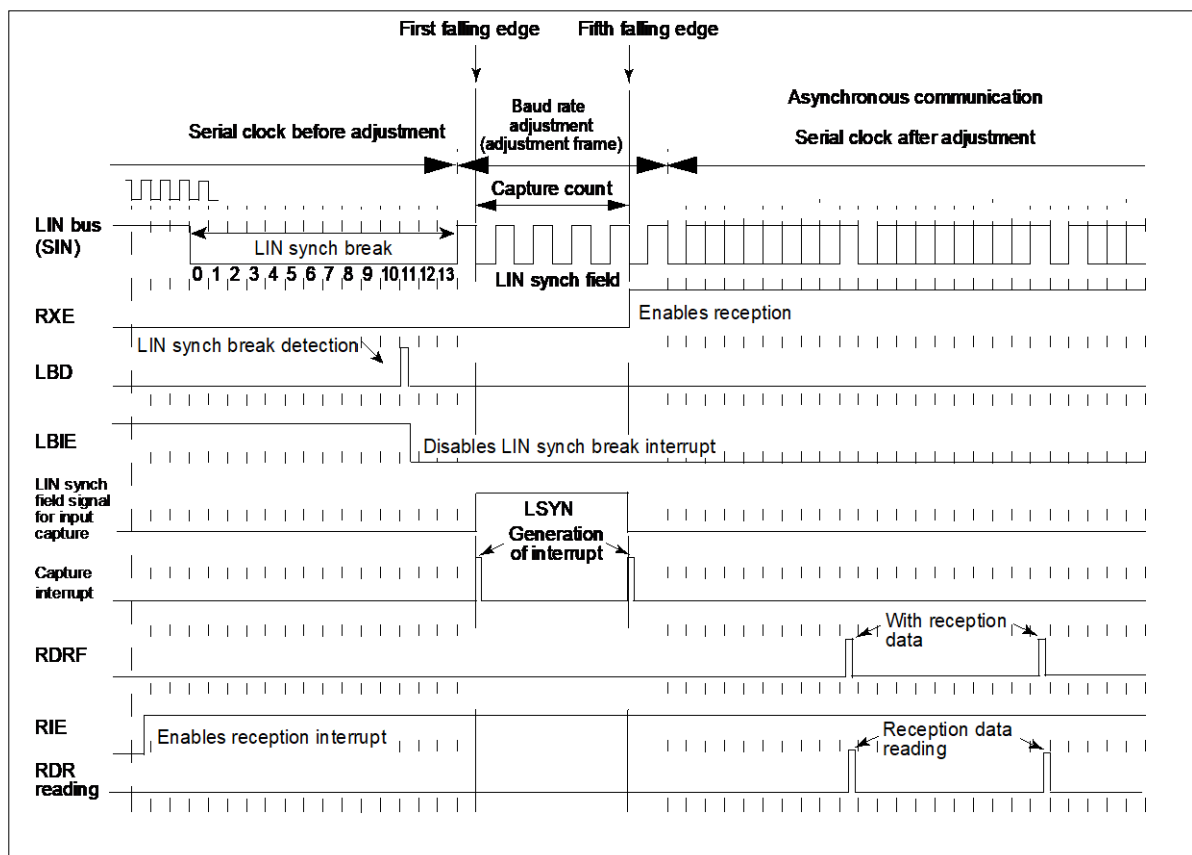 First falling edge Fifth falling edge
Baud rate
adjustment
(adjustment frame)
Asynchronous communication
Serial clock before adjustment
Serial clock after adjustment
Capture count
LIN bus
(SIN)
LIN synch break
0 1 2 3 4 5 6 7 8 9 10 11 12 13
LIN synch field
RXE
Enables reception
LIN synch break detection
LBD
LBIE
Disables LIN synch break interrupt
LIN synch
field signal
for input
capture
LSYN
Generation
of interrupt
Capture
interrupt
With reception
data
RDRF
RIE
Enables reception interrupt
Reception data
reading
RDR
reading